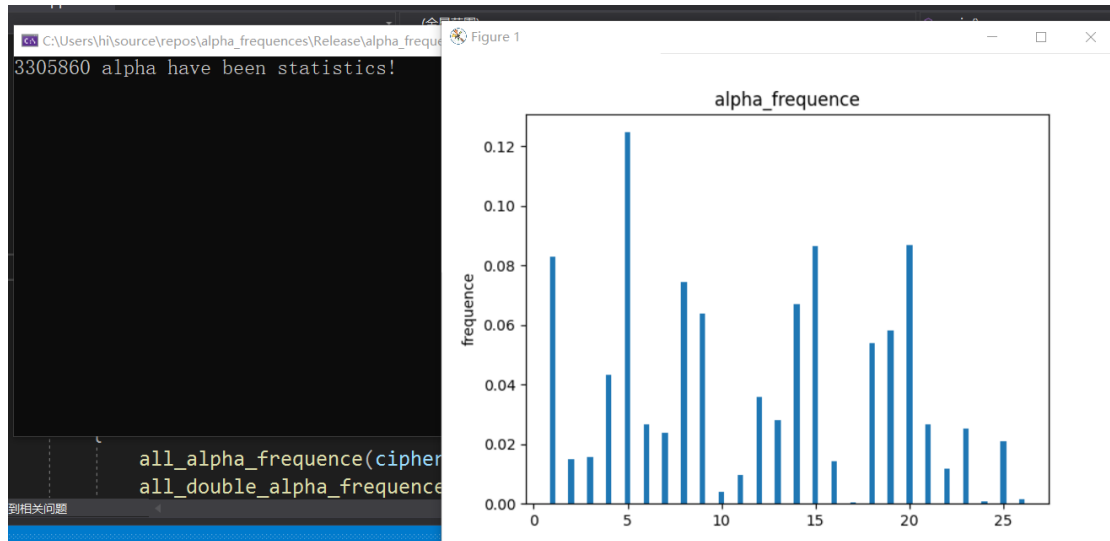 C:\Users\hi\source\repos\alpha_frequences\Release\alpha_freque
3305860 alpha have been statistics!
all_alpha_frequence(cipher
all_double_alpha_frequence
到相关问题
Figure 1
alpha_frequence
frequence
0.12
0.10
0.08
0.06
0.04
0.02
0.00
0 5 10 15 20 25